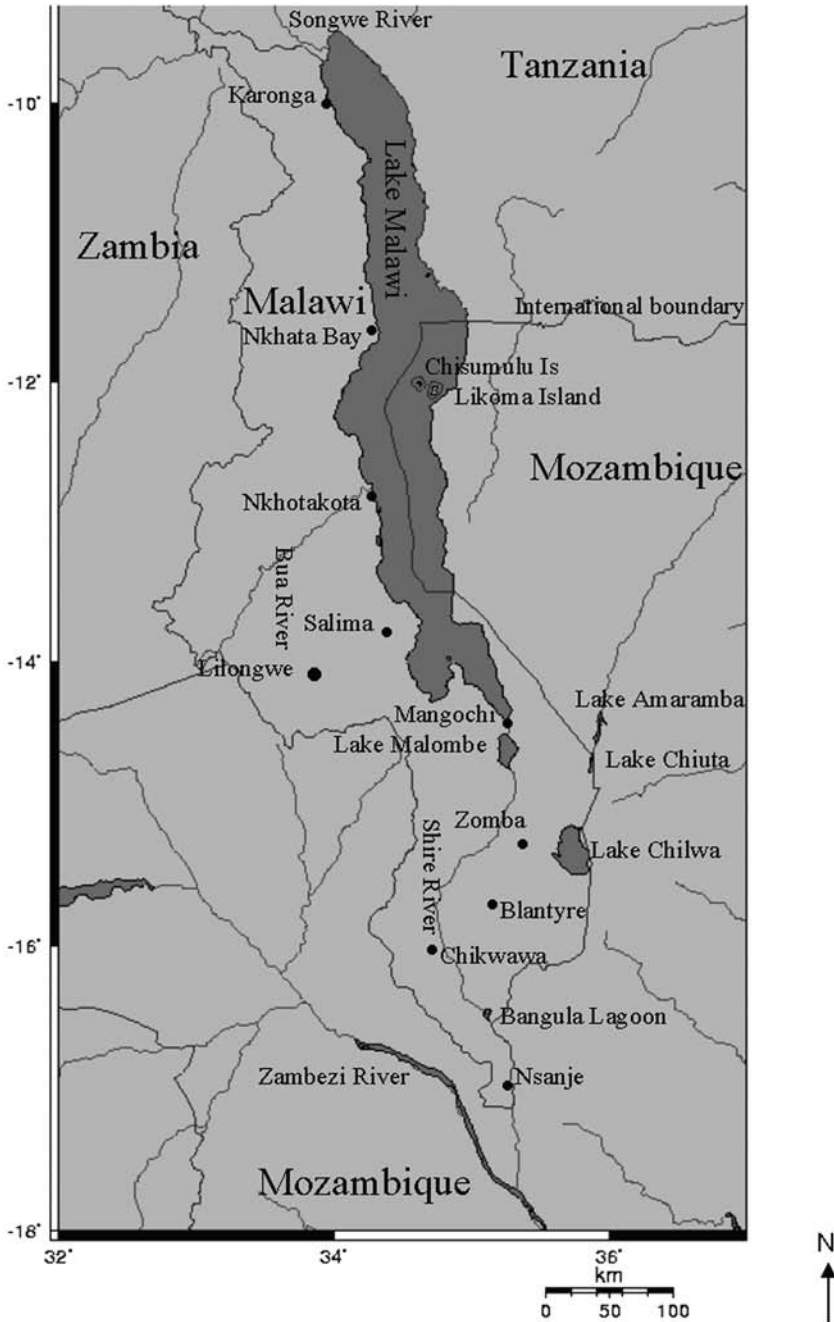 Songwe River
Tanzania
-10°
Karonga
Lake Malawi
Zambia
Malawi
International boundary
Nkhata Bay
Chisumulu Is
-12°
Likoma Island
Mozambique
Nkhotakota
Bua River
Salima
-14°
Lilongwe
Lake Amaramba
Mangochi
Lake Malombe
Lake Chiuta
Zomba
Shire River
Lake Chilwa
Blantyre
-16°
Chikwawa
Bangula Lagoon
Zambezi River
Nsanje
Mozambique
-18°
32° 34° 36°
N
km
0 50 100